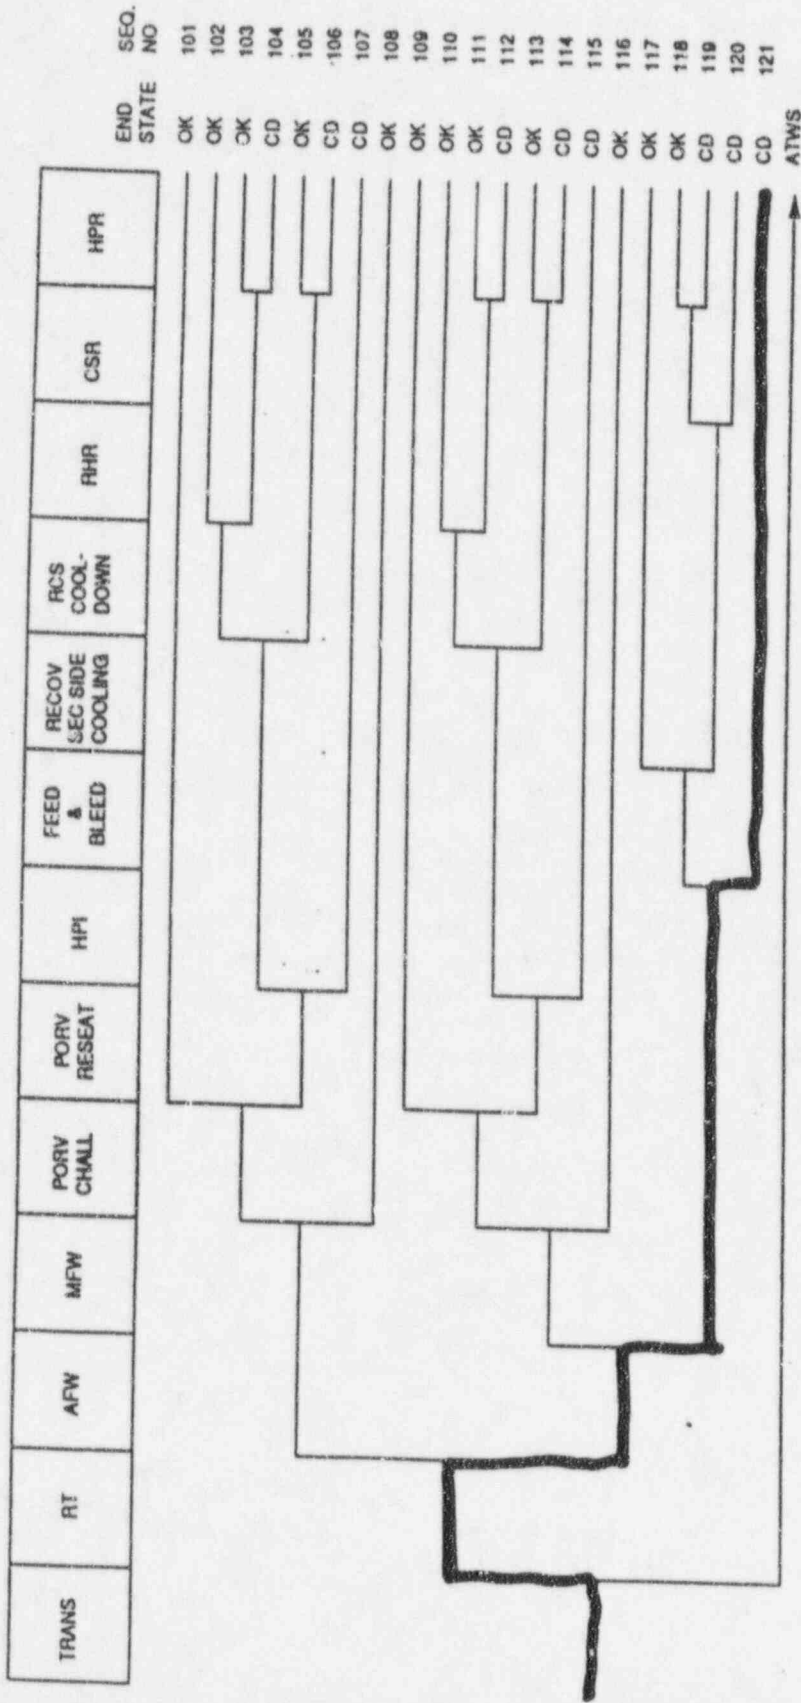 TRANS
RT
AFW
MFW
PORV
CHALL
PORV
RESEAT
HPI
FEED
&
BLEED
RECOV
SEC SIDE
COOLING
RCS
COOL-
DOWN
RHR
CSR
HPR
END
STATE
SEQ.
NO
OK 101
OK 102
OK 103
CD 104
OK 105
CD 106
CD 107
OK 108
OK 109
OK 110
OK 111
CD 112
OK 113
CD 114
CD 115
OK 116
OK 117
OK 118
CD 119
CD 120
CD 121
ATWS